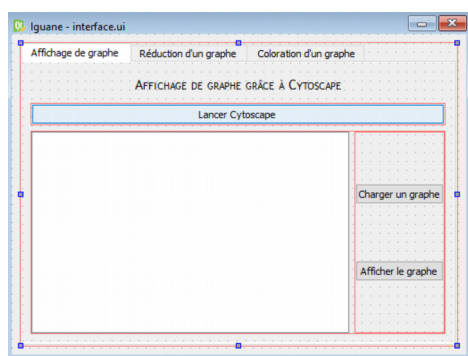 Iguane - interface.ui
Affichage de graphe Réduction d'un graphe Coloration d'un graphe
AFFICHAGE DE GRAPHE GRÂCE À CYTOSCAPE
Lancer Cytoscape
Charger un graphe
Afficher le graphe